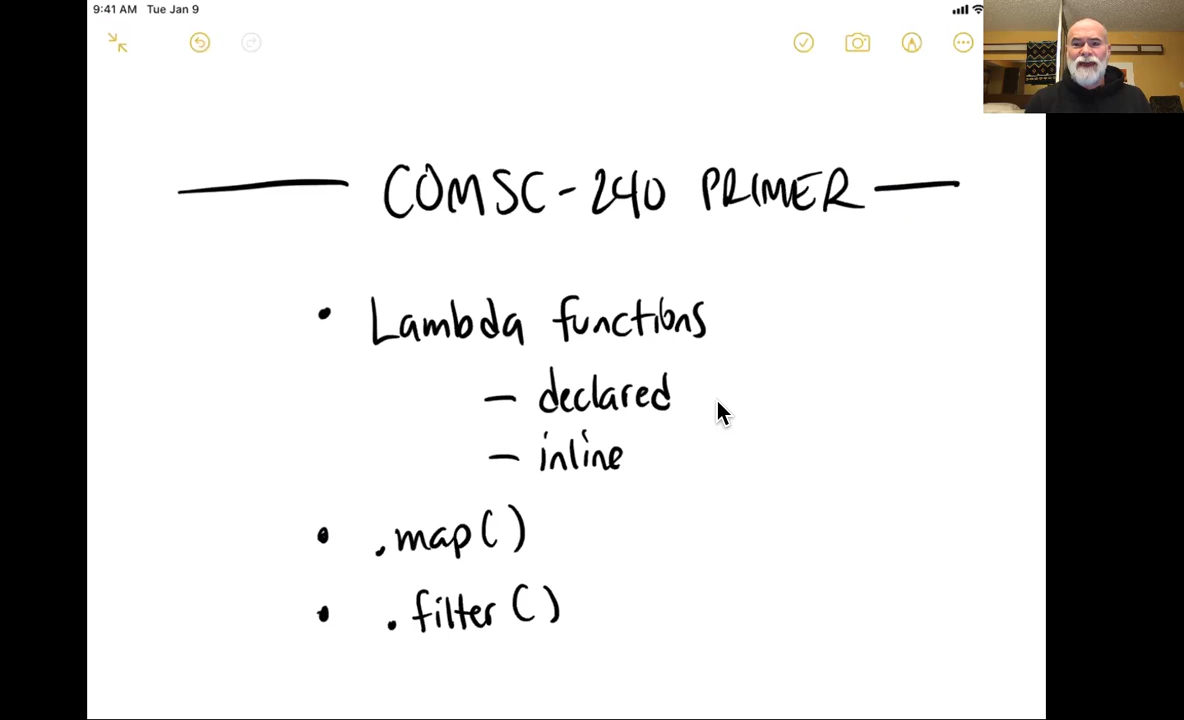 9:41 AM Tue Jan 9
COMSC-240 PRIMER
• Lambda functions
— declared
— inline
• .map()
• .filter()